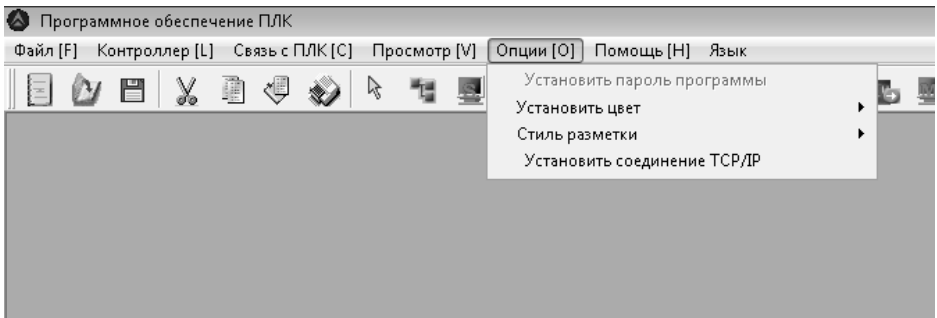 Программное обеспечение ПЛК
Файл [F] Контроллер [L] Связь с ПЛК [C] Просмотр [V] Опции [O] Помощь [H] Язык
Установить пароль программы
Установить цвет
Стиль разметки
Установить соединение TCP/IP